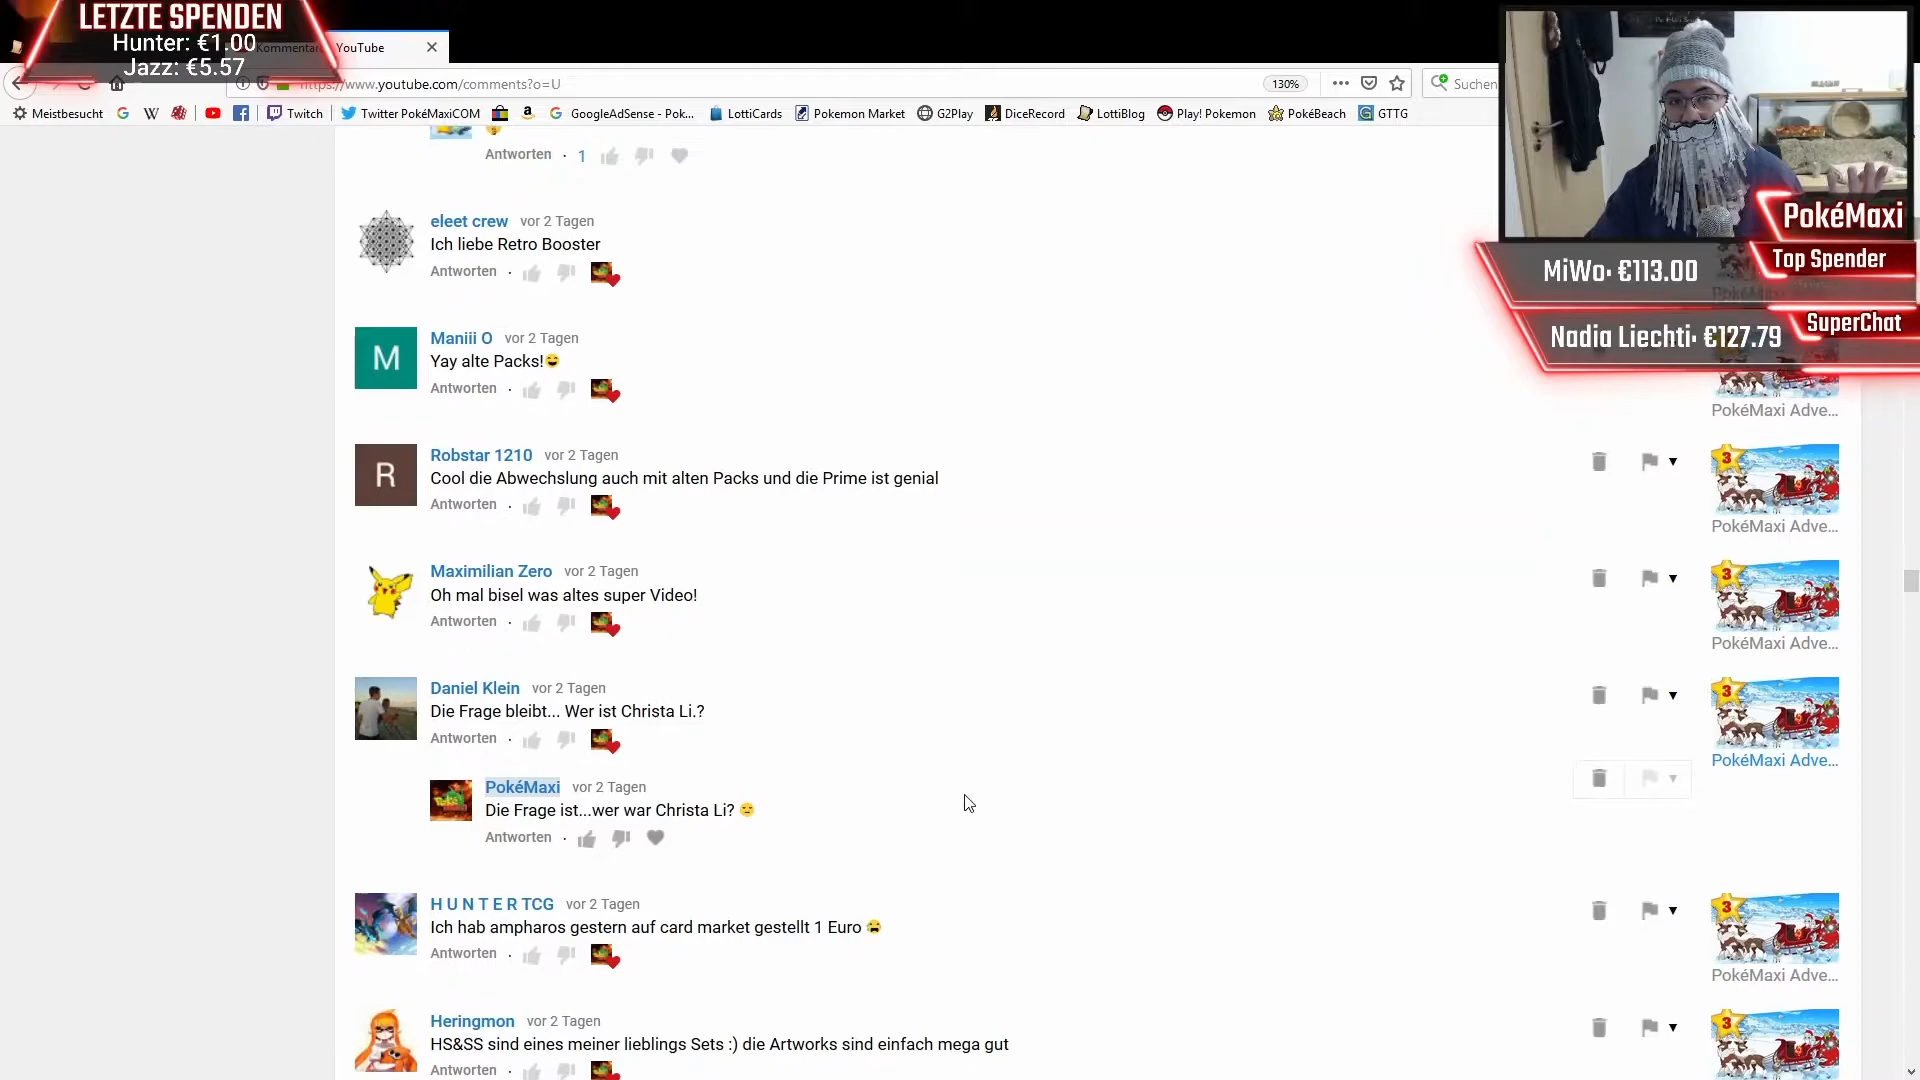 LETZTE SPENDEN
Hunter: €1.00
Jazz: €5.57
YouTube
https://www.youtube.com/comments?o=U
130%
Suchen
Meistbesucht
Twitch
Twitter PokéMaxiCOM
GoogleAdSense - Pok...
LottiCards
Pokemon Market
G2Play
DiceRecord
LottiBlog
Play! Pokemon
PokéBeach
GTTG
PokéMaxi
Top Spender
MiWo: €113.00
SuperChat
Nadia Liechti: €127.79
Antworten · 1
eleet crew vor 2 Tagen
Ich liebe Retro Booster
Antworten ·
Maniii O vor 2 Tagen
M
Yay alte Packs!😄
Antworten ·
PokéMaxi Adve...
Robstar 1210 vor 2 Tagen
R
3
Cool die Abwechslung auch mit alten Packs und die Prime ist genial
Antworten ·
PokéMaxi Adve...
Maximilian Zero vor 2 Tagen
3
Oh mal bisel was altes super Video!
Antworten ·
PokéMaxi Adve...
Daniel Klein vor 2 Tagen
3
Die Frage bleibt... Wer ist Christa Li.?
Antworten ·
PokéMaxi Adve...
PokéMaxi vor 2 Tagen
Die Frage ist...wer war Christa Li? 😔
Antworten ·
H U N T E R TCG vor 2 Tagen
3
Ich hab ampharos gestern auf card market gestellt 1 Euro 😭
Antworten ·
PokéMaxi Adve...
Heringmon vor 2 Tagen
3
HS&SS sind eines meiner lieblings Sets :) die Artworks sind einfach mega gut
Antworten ·